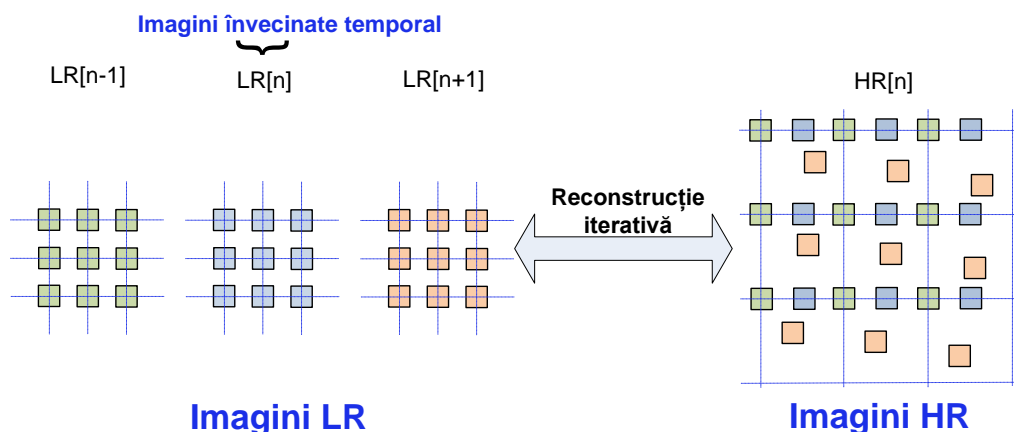 Imagini învecinate temporal
LR[n-1]
LR[n]
LR[n+1]
HR[n]
Reconstrucție
iterativă
Imagini LR
Imagini HR